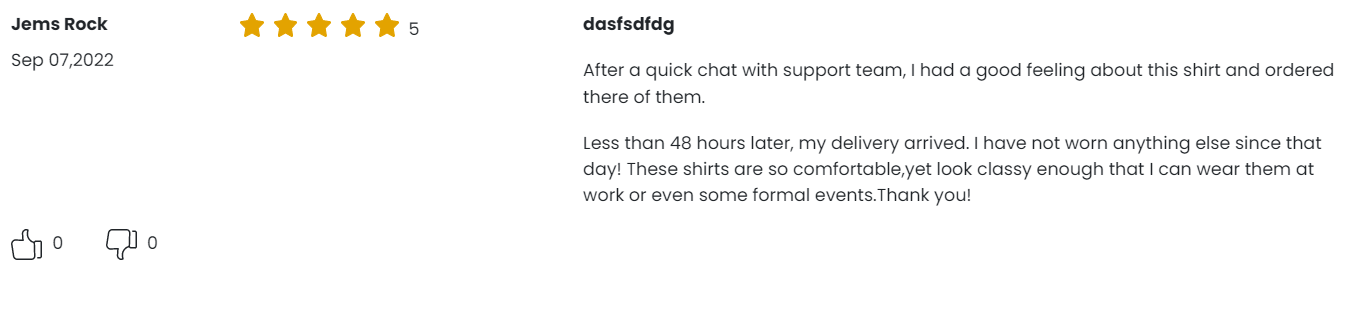 Jems Rock
Sep 07,2022
5
dasfsdfdg
After a quick chat with support team, I had a good feeling about this shirt and ordered
there of them.
Less than 48 hours later, my delivery arrived. I have not worn anything else since that
day! These shirts are so comfortable,yet look classy enough that I can wear them at
work or even some formal events.Thank you!
0
0